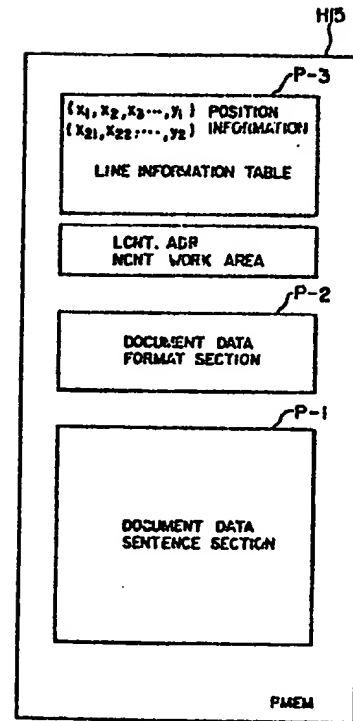 H15
P-3
(x₁, x₂, x₃⋯, y₁) POSITION
(x₂₁, x₂₂, ⋯, y₂) INFORMATION
LINE INFORMATION TABLE
LCNT. ADR
NCNT WORK AREA
P-2
DOCUMENT DATA
FORMAT SECTION
P-1
DOCUMENT DATA
SENTENCE SECTION
PMEM